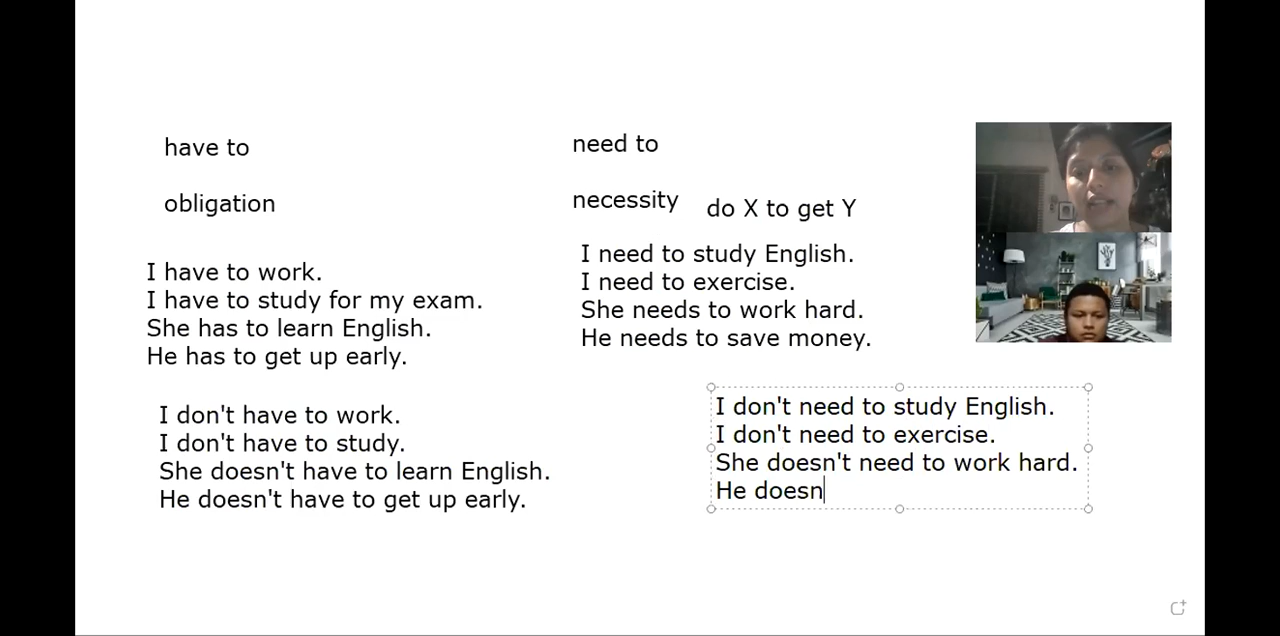 have to
obligation
I have to work.
I have to study for my exam.
She has to learn English.
He has to get up early.
I don't have to work.
I don't have to study.
She doesn't have to learn English.
He doesn't have to get up early.
need to
necessity
do X to get Y
I need to study English.
I need to exercise.
She needs to work hard.
He needs to save money.
I don't need to study English.
I don't need to exercise.
She doesn't need to work hard.
He doesn